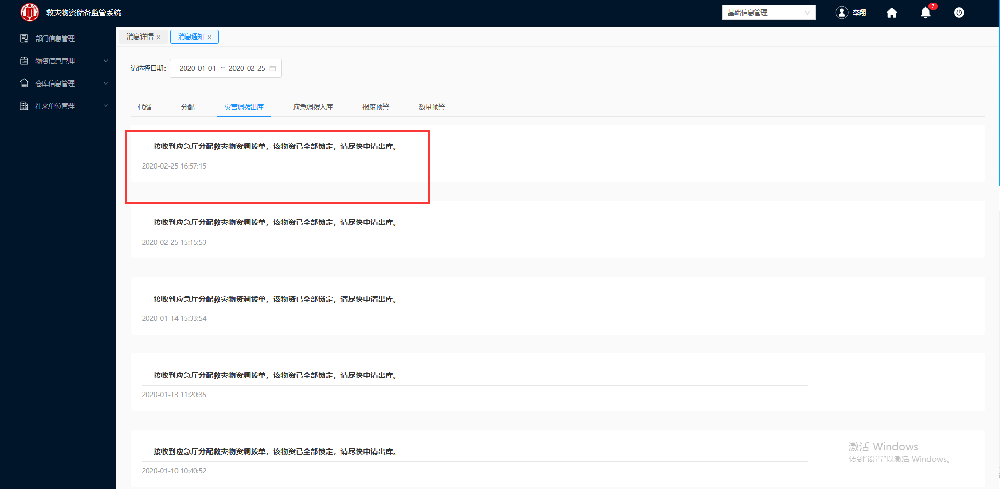 救灾物资储备监管系统
基础信息管理
李翔
7
部门信息管理
物资信息管理
仓库信息管理
往来单位管理
消息详情 x
消息通知 x
请选择日期: 2020-01-01 ~ 2020-02-25
代储 分配 灾害调拨出库 应急调拨入库 报废预警 数量预警
接收到应急厅分配救灾物资调拨单，该物资已全部锁定，请尽快申请出库。
2020-02-25 16:57:15
接收到应急厅分配救灾物资调拨单，该物资已全部锁定，请尽快申请出库。
2020-02-25 15:15:53
接收到应急厅分配救灾物资调拨单，该物资已全部锁定，请尽快申请出库。
2020-01-14 15:33:54
接收到应急厅分配救灾物资调拨单，该物资已全部锁定，请尽快申请出库。
2020-01-13 11:20:35
接收到应急厅分配救灾物资调拨单，该物资已全部锁定，请尽快申请出库。
2020-01-10 10:40:52
激活 Windows
转到"设置"以激活 Windows。